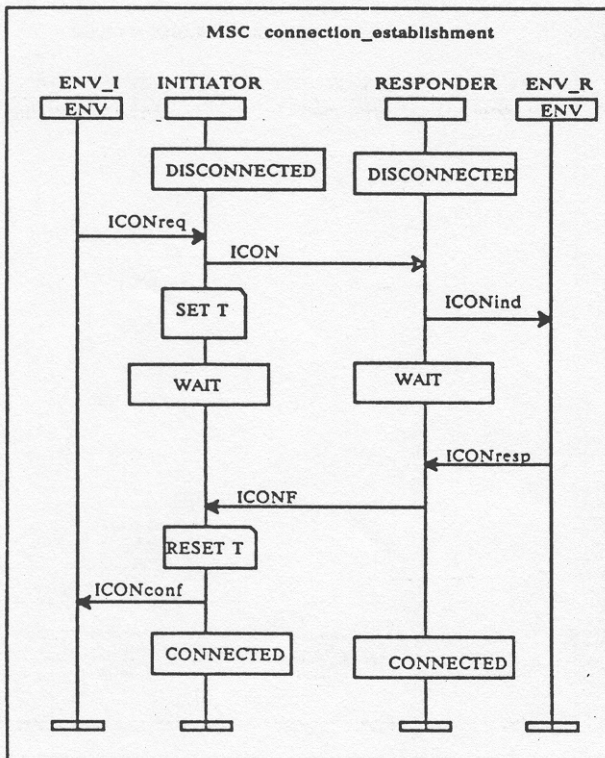 MSC connection_establishment
ENV_I INITIATOR RESPONDER ENV_R
ENV ENV
DISCONNECTED DISCONNECTED
ICONreq
ICON
SET T
ICONind
WAIT WAIT
ICONresp
ICONF
RESET T
ICONconf
CONNECTED CONNECTED